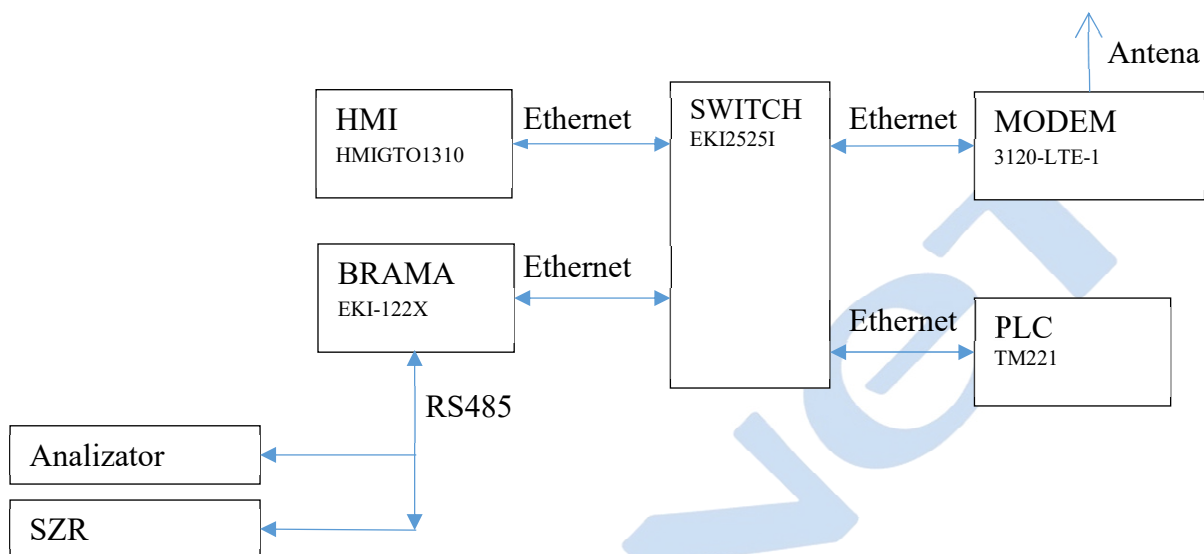 Antena
HMI
HMIGTO1310
Ethernet
SWITCH
EKI2525I
Ethernet
MODEM
3120-LTE-1
BRAMA
EKI-122X
Ethernet
Ethernet
PLC
TM221
RS485
Analizator
SZR